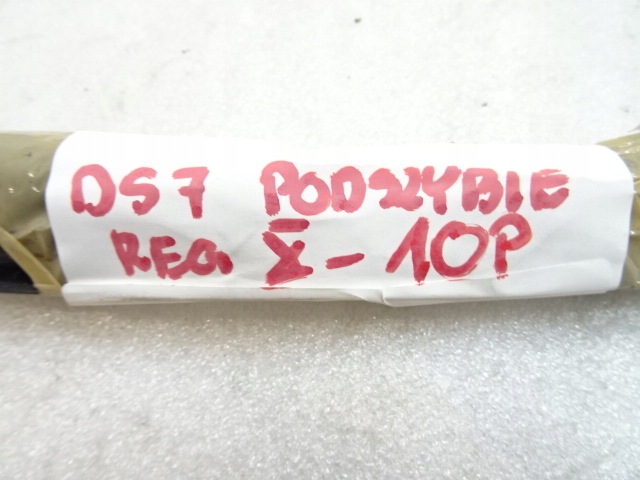 DS7 PODSZYBIE
REG. X-10P